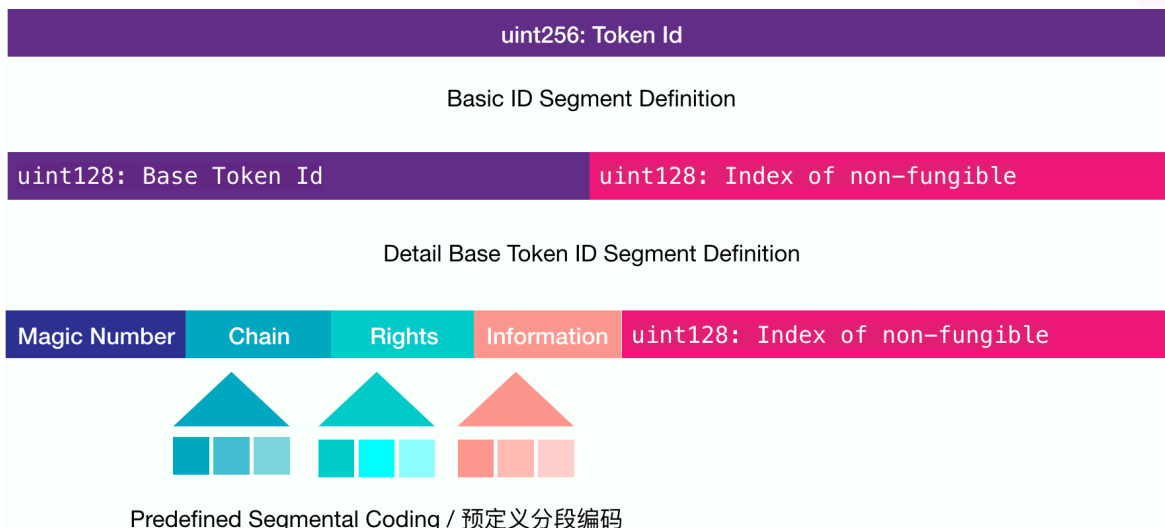 uint256: Token Id
Basic ID Segment Definition
uint128: Base Token Id uint128: Index of non-fungible
Detail Base Token ID Segment Definition
Magic Number Chain Rights Information uint128: Index of non-fungible
Predefined Segmental Coding / 预定义分段编码